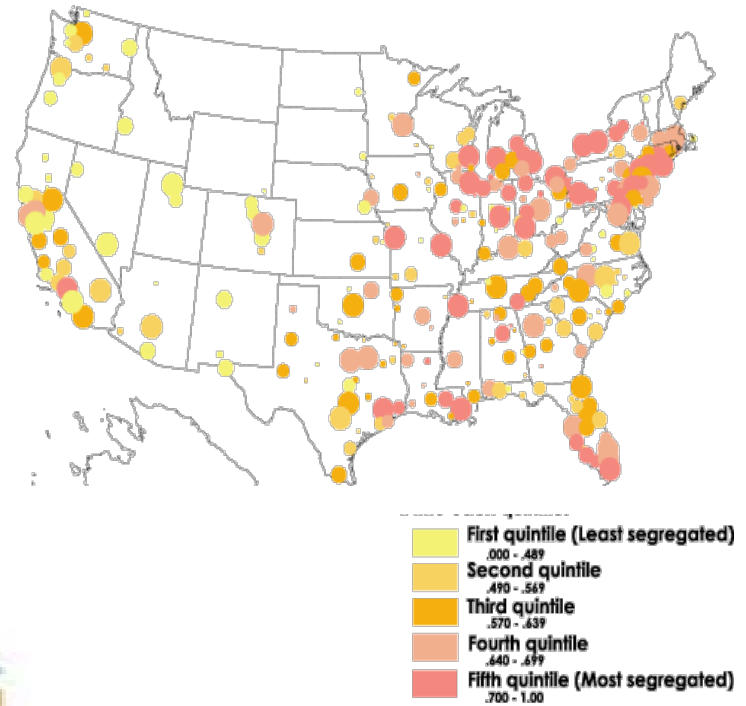 First quintile (Least segregated)
.000 - .489
Second quintile
.490 - .569
Third quintile
.570 - .639
Fourth quintile
.640 - .699
Fifth quintile (Most segregated)
.700 - 1.00